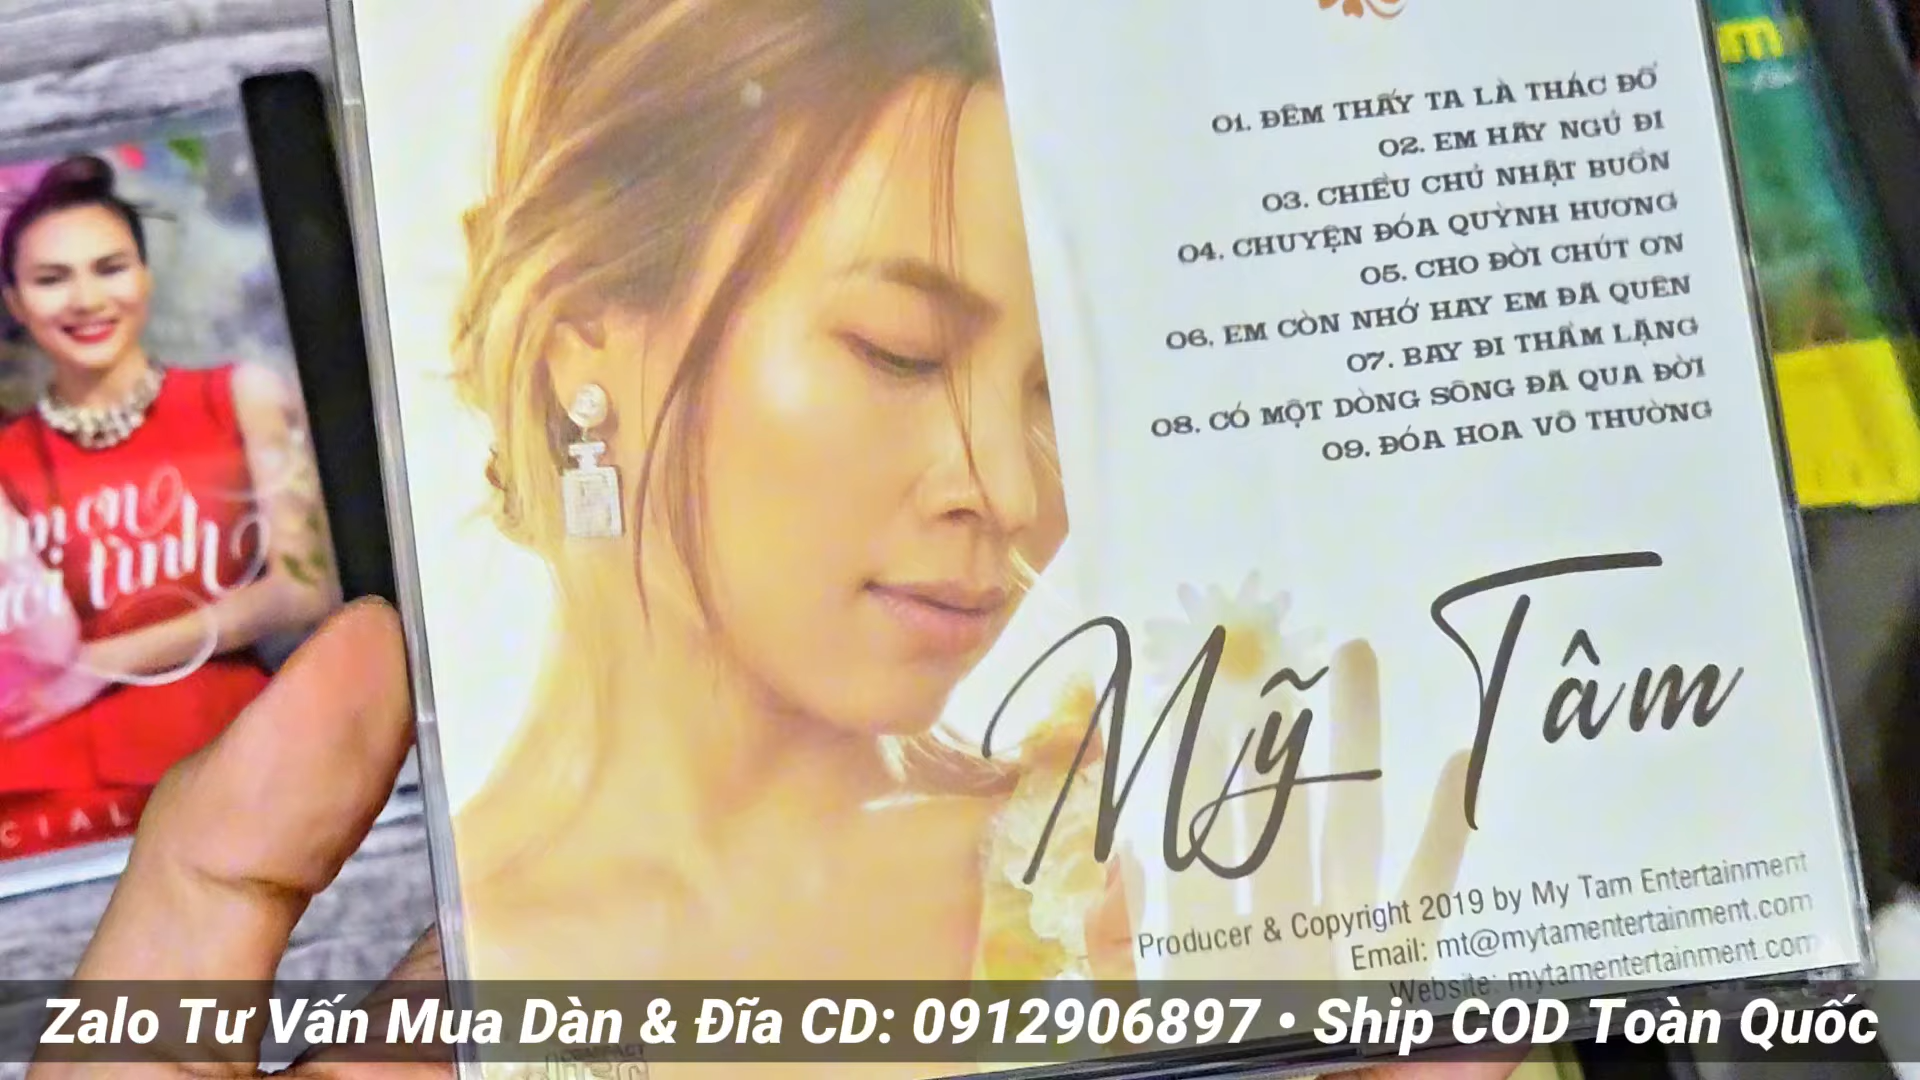 01. ĐÊM THẤY TA LÀ THÁC ĐỔ
02. EM HÃY NGỦ ĐI
03. CHIỀU CHỦ NHẬT BUỒN
04. CHUYỆN ĐÓA QUỲNH HƯƠNG
05. CHO ĐỜI CHÚT ƠN
06. EM CÒN NHỚ HAY EM ĐÃ QUÊN
07. BAY ĐI THẦM LẶNG
08. CÓ MỘT DÒNG SÔNG ĐÃ QUA ĐỜI
09. ĐÓA HOA VÔ THƯỜNG
Mỹ Tâm
Producer & Copyright 2019 by My Tam Entertainment
Email: mt@mytamentertainment.com
Website: mytamentertainment.com
tình
Zalo Tư Vấn Mua Dàn & Đĩa CD: 0912906897 • Ship COD Toàn Quốc